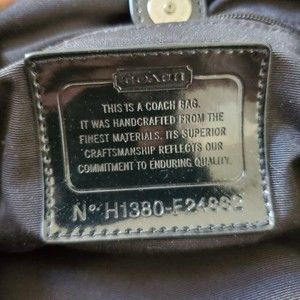 COACH
THIS IS A COACH BAG.
IT WAS HANDCRAFTED FROM THE
FINEST MATERIALS. ITS SUPERIOR
CRAFTSMANSHIP REFLECTS OUR
COMMITMENT TO ENDURING QUALITY.
Nº H1380-F24862